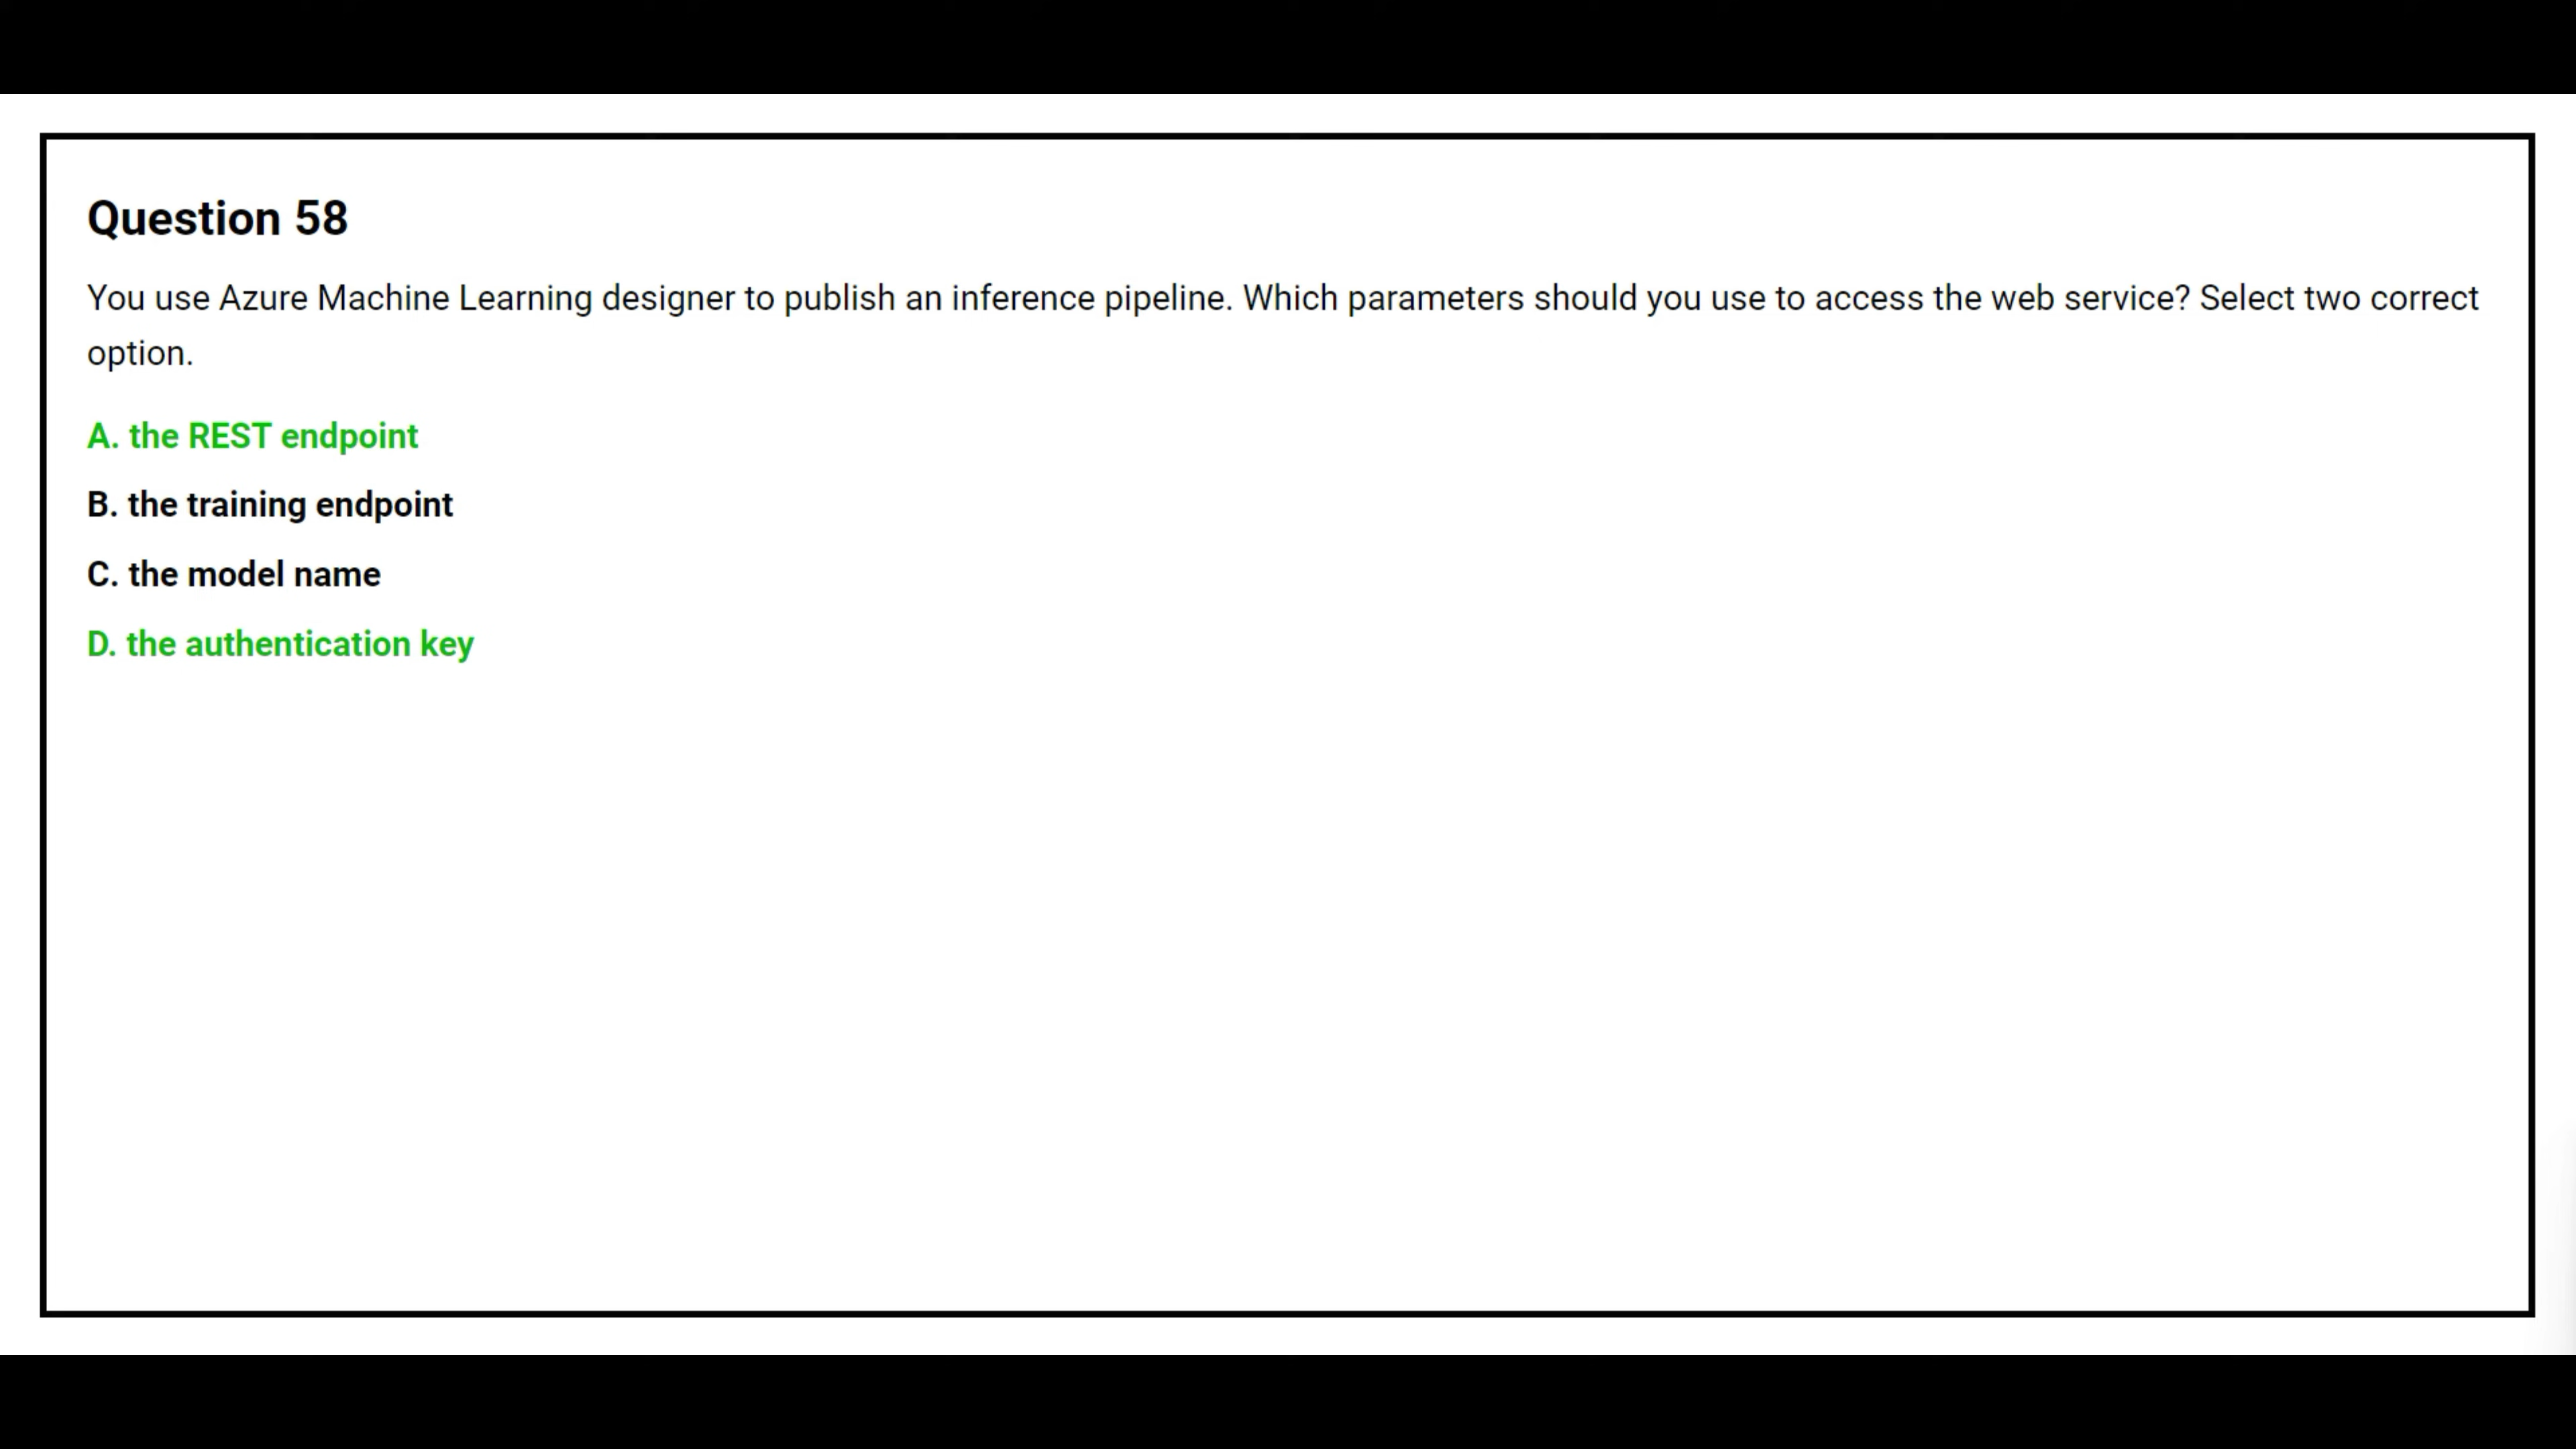 Question 58
You use Azure Machine Learning designer to publish an inference pipeline. Which parameters should you use to access the web service? Select two correct
option.
A. the REST endpoint
B. the training endpoint
C. the model name
D. the authentication key